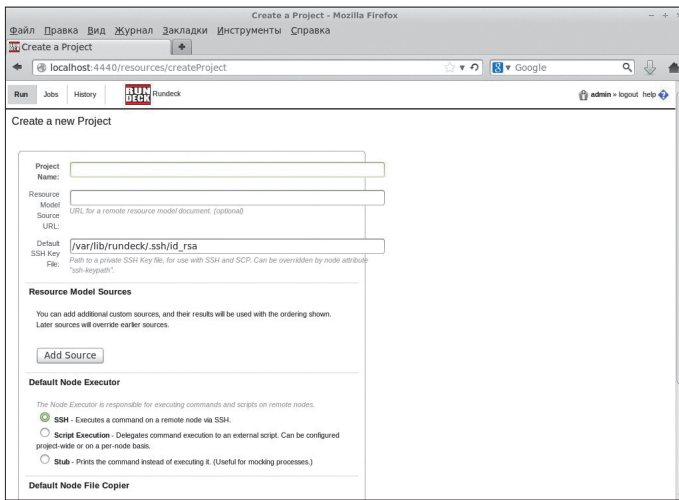 Create a Project - Mozilla Firefox
Файл Правка Вид Журнал Закладки Инструменты Справка
Create a Project
localhost:4440/resources/createProject
Google
Run Jobs History RUN DECK Rundeck admin » logout help
Create a new Project
Project Name:
Resource Model Source URL:
URL for a remote resource model document. (optional)
Default SSH Key File:
/var/lib/rundeck/.ssh/id_rsa
Path to a private SSH Key file, for use with SSH and SCP. Can be overridden by node attribute
"ssh-keypath".
Resource Model Sources
You can add additional custom sources, and their results will be used with the ordering shown.
Later sources will override earlier sources.
Add Source
Default Node Executor
The Node Executor is responsible for executing commands and scripts on remote nodes.
SSH - Executes a command on a remote node via SSH.
Script Execution - Delegates command execution to an external script. Can be configured
project-wide or on a per-node basis.
Stub - Prints the command instead of executing it. (Useful for mocking processes.)
Default Node File Copier